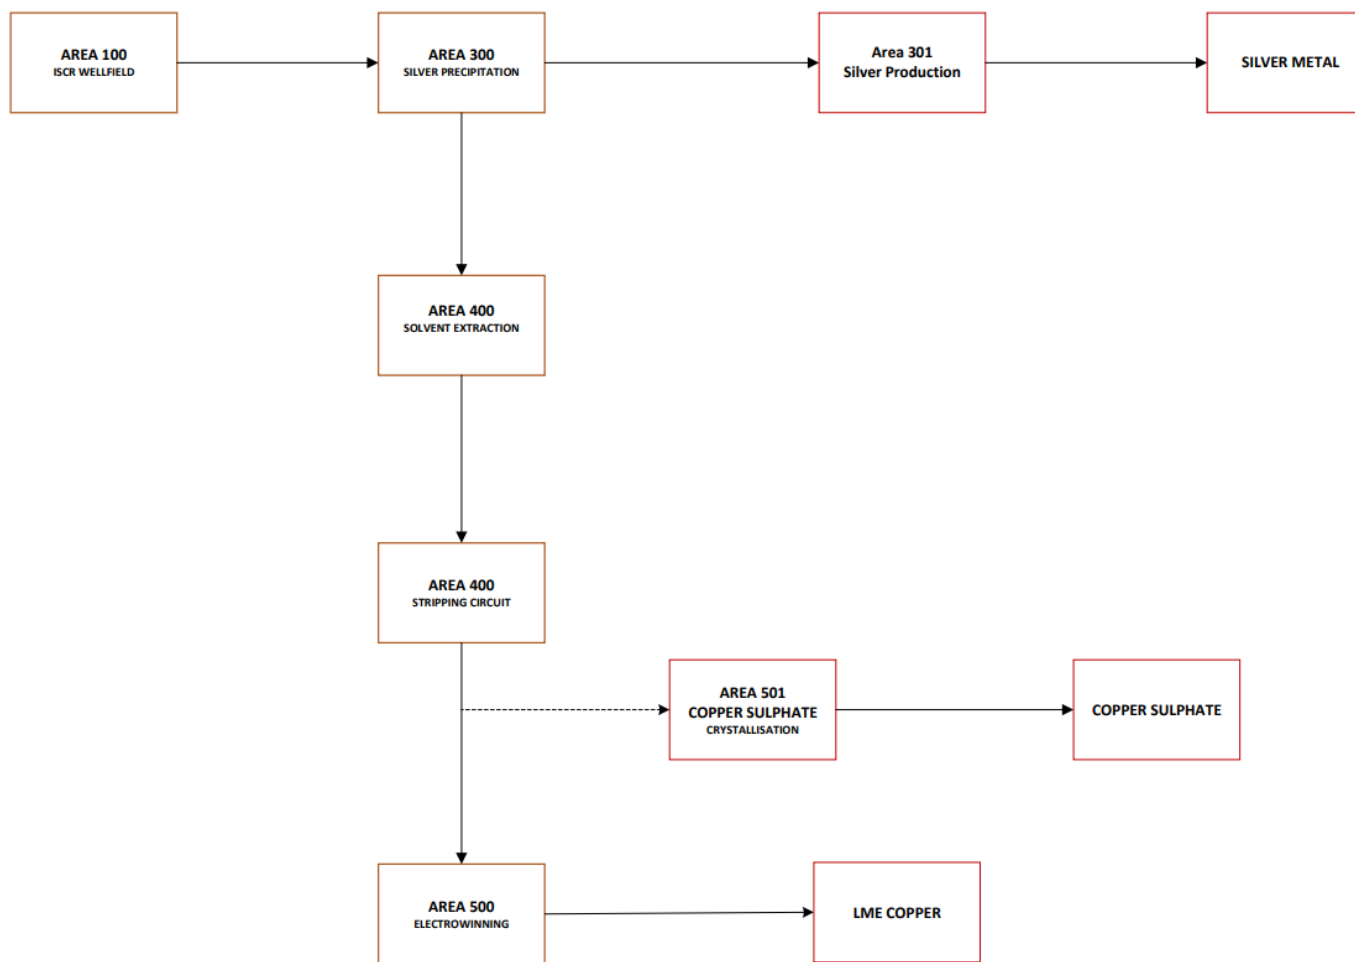 AREA 100
ISCR WELLFIELD
AREA 300
SILVER PRECIPITATION
Area 301
Silver Production
SILVER METAL
AREA 400
SOLVENT EXTRACTION
AREA 400
STRIPPING CIRCUIT
AREA 501
COPPER SULPHATE
CRYSTALLISATION
COPPER SULPHATE
AREA 500
ELECTROWINNING
LME COPPER